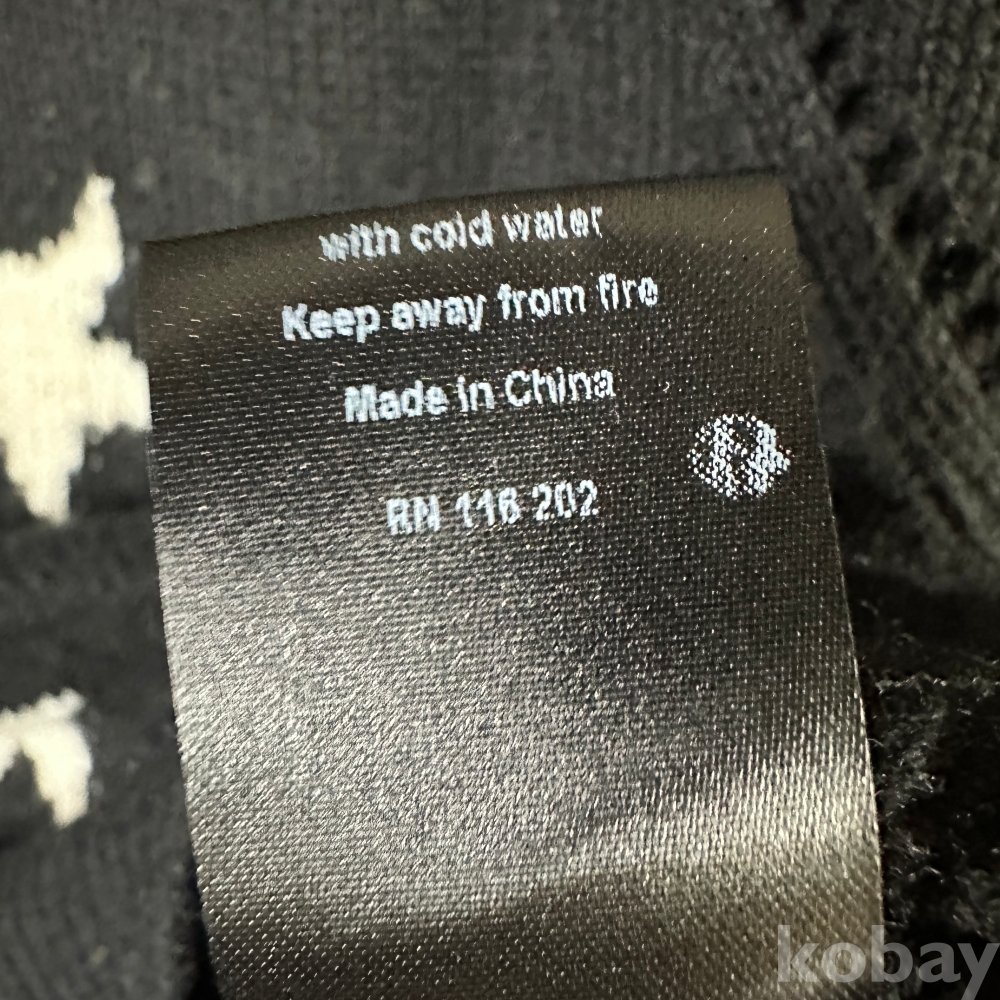 with cold water
Keep away from fire
Made in China
RN 116 202
kobay